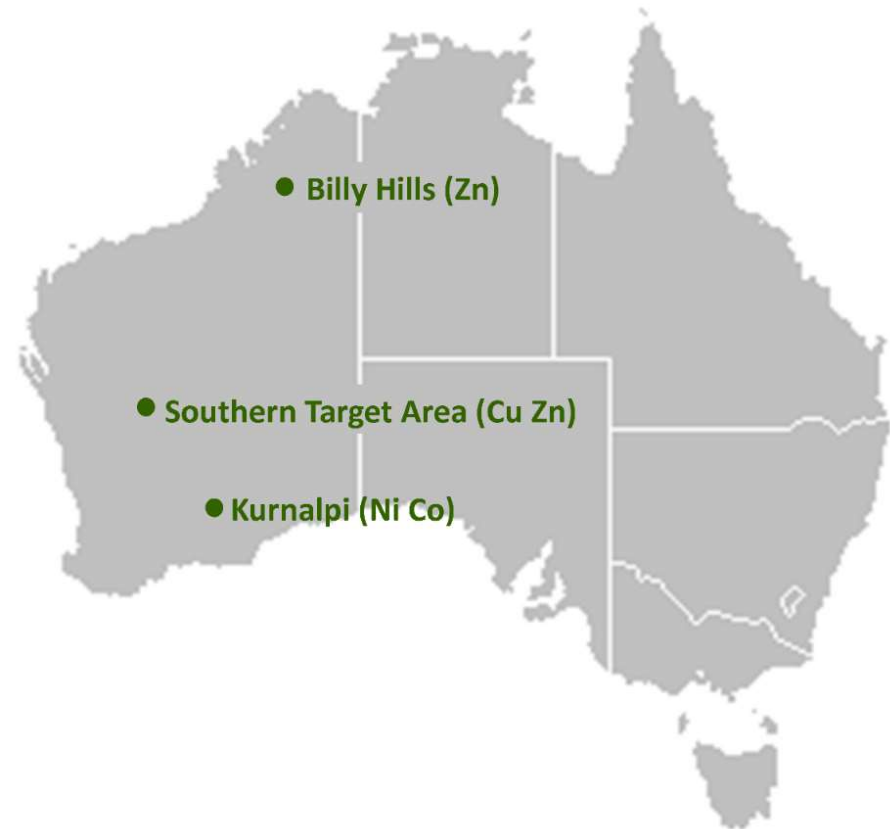 Billy Hills (Zn)
Southern Target Area (Cu Zn)
Kurnalpi (Ni Co)